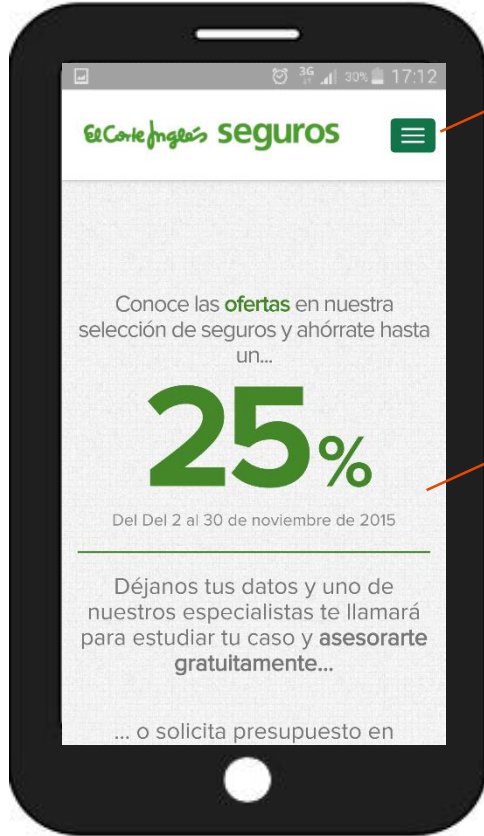 3G 30% 17:12
El Corte Inglés seguros
Conoce las ofertas en nuestra
selección de seguros y ahórrate hasta
un...
25%
Del Del 2 al 30 de noviembre de 2015
Déjanos tus datos y uno de
nuestros especialistas te llamará
para estudiar tu caso y asesorarte
gratuitamente...
... o solicita presupuesto en